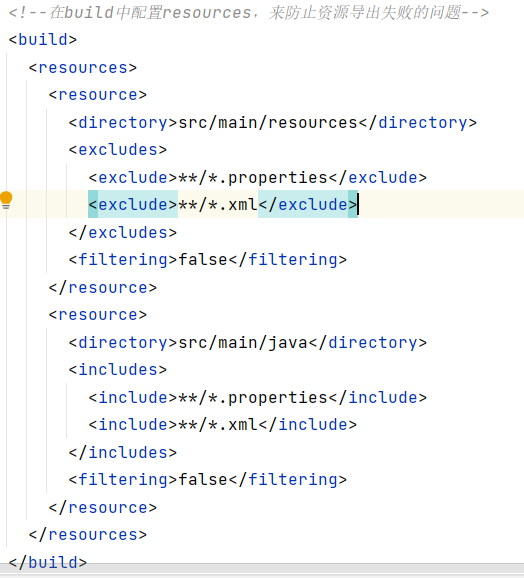 <!--在build中配置resources，来防止资源导出失败的问题-->
<build>
<resources>
<resource>
<directory>src/main/resources</directory>
<excludes>
<exclude>**/*.properties</exclude>
<exclude>**/*.xml</exclude>
</excludes>
<filtering>false</filtering>
</resource>
<resource>
<directory>src/main/java</directory>
<includes>
<include>**/*.properties</include>
<include>**/*.xml</include>
</includes>
<filtering>false</filtering>
</resource>
</resources>
</build>